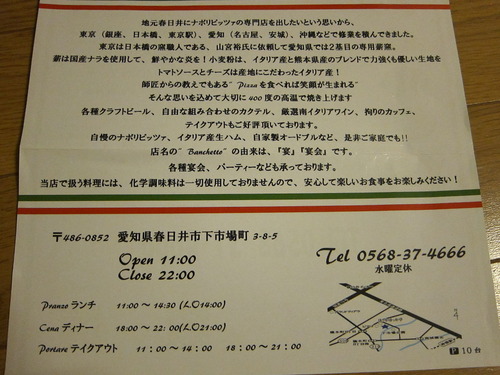 地元春日井にナポリピッツァの専門店を出したいという思いから、
東京（銀座、日本橋、東京駅）、愛知（名古屋、安城）、沖縄などで修業を積んできました。
東京は日本橋の窯職人である、山宮裕氏に依頼して愛知県では2基目の専用薪窯。
薪は国産ナラを使用して、鮮やかな炎を！小麦粉は、イタリア産と熊本県産のブレンドで力強くも優しい生地を
トマトソースとチーズは産地にこだわったイタリア産！
師匠からの教えでもある"Pizzaを食べれば笑顔が生まれる"
そんな思いを込めて大切に400度の高温で焼き上げます
各種クラフトビール、自由な組み合わせのカクテル、厳選南イタリアワイン、拘りのカッフェ、
テイクアウトもご好評頂いております。
自慢のナポリピッツァ、イタリア産生ハム、自家製オードブルなど、是非ご家庭でも!!
店名の"Banchette"の由来は、『宴』『宴会』です。
各種宴会、パーティーなども承っております。
当店で扱う料理には、化学調味料は一切使用しておりませんので、安心して楽しいお食事をお楽しみください！
〒486-0852 愛知県春日井市下市場町3-8-5
Open 11:00
Close 22:00
Tel 0568-37-4666
水曜定休
Pranzo ランチ 11:00～14:30 (LO14:00)
Cena ディナー 18:00～22:00 (LO21:00)
Portare テイクアウト 11：00～14：00 18：00～21：00
P 10台